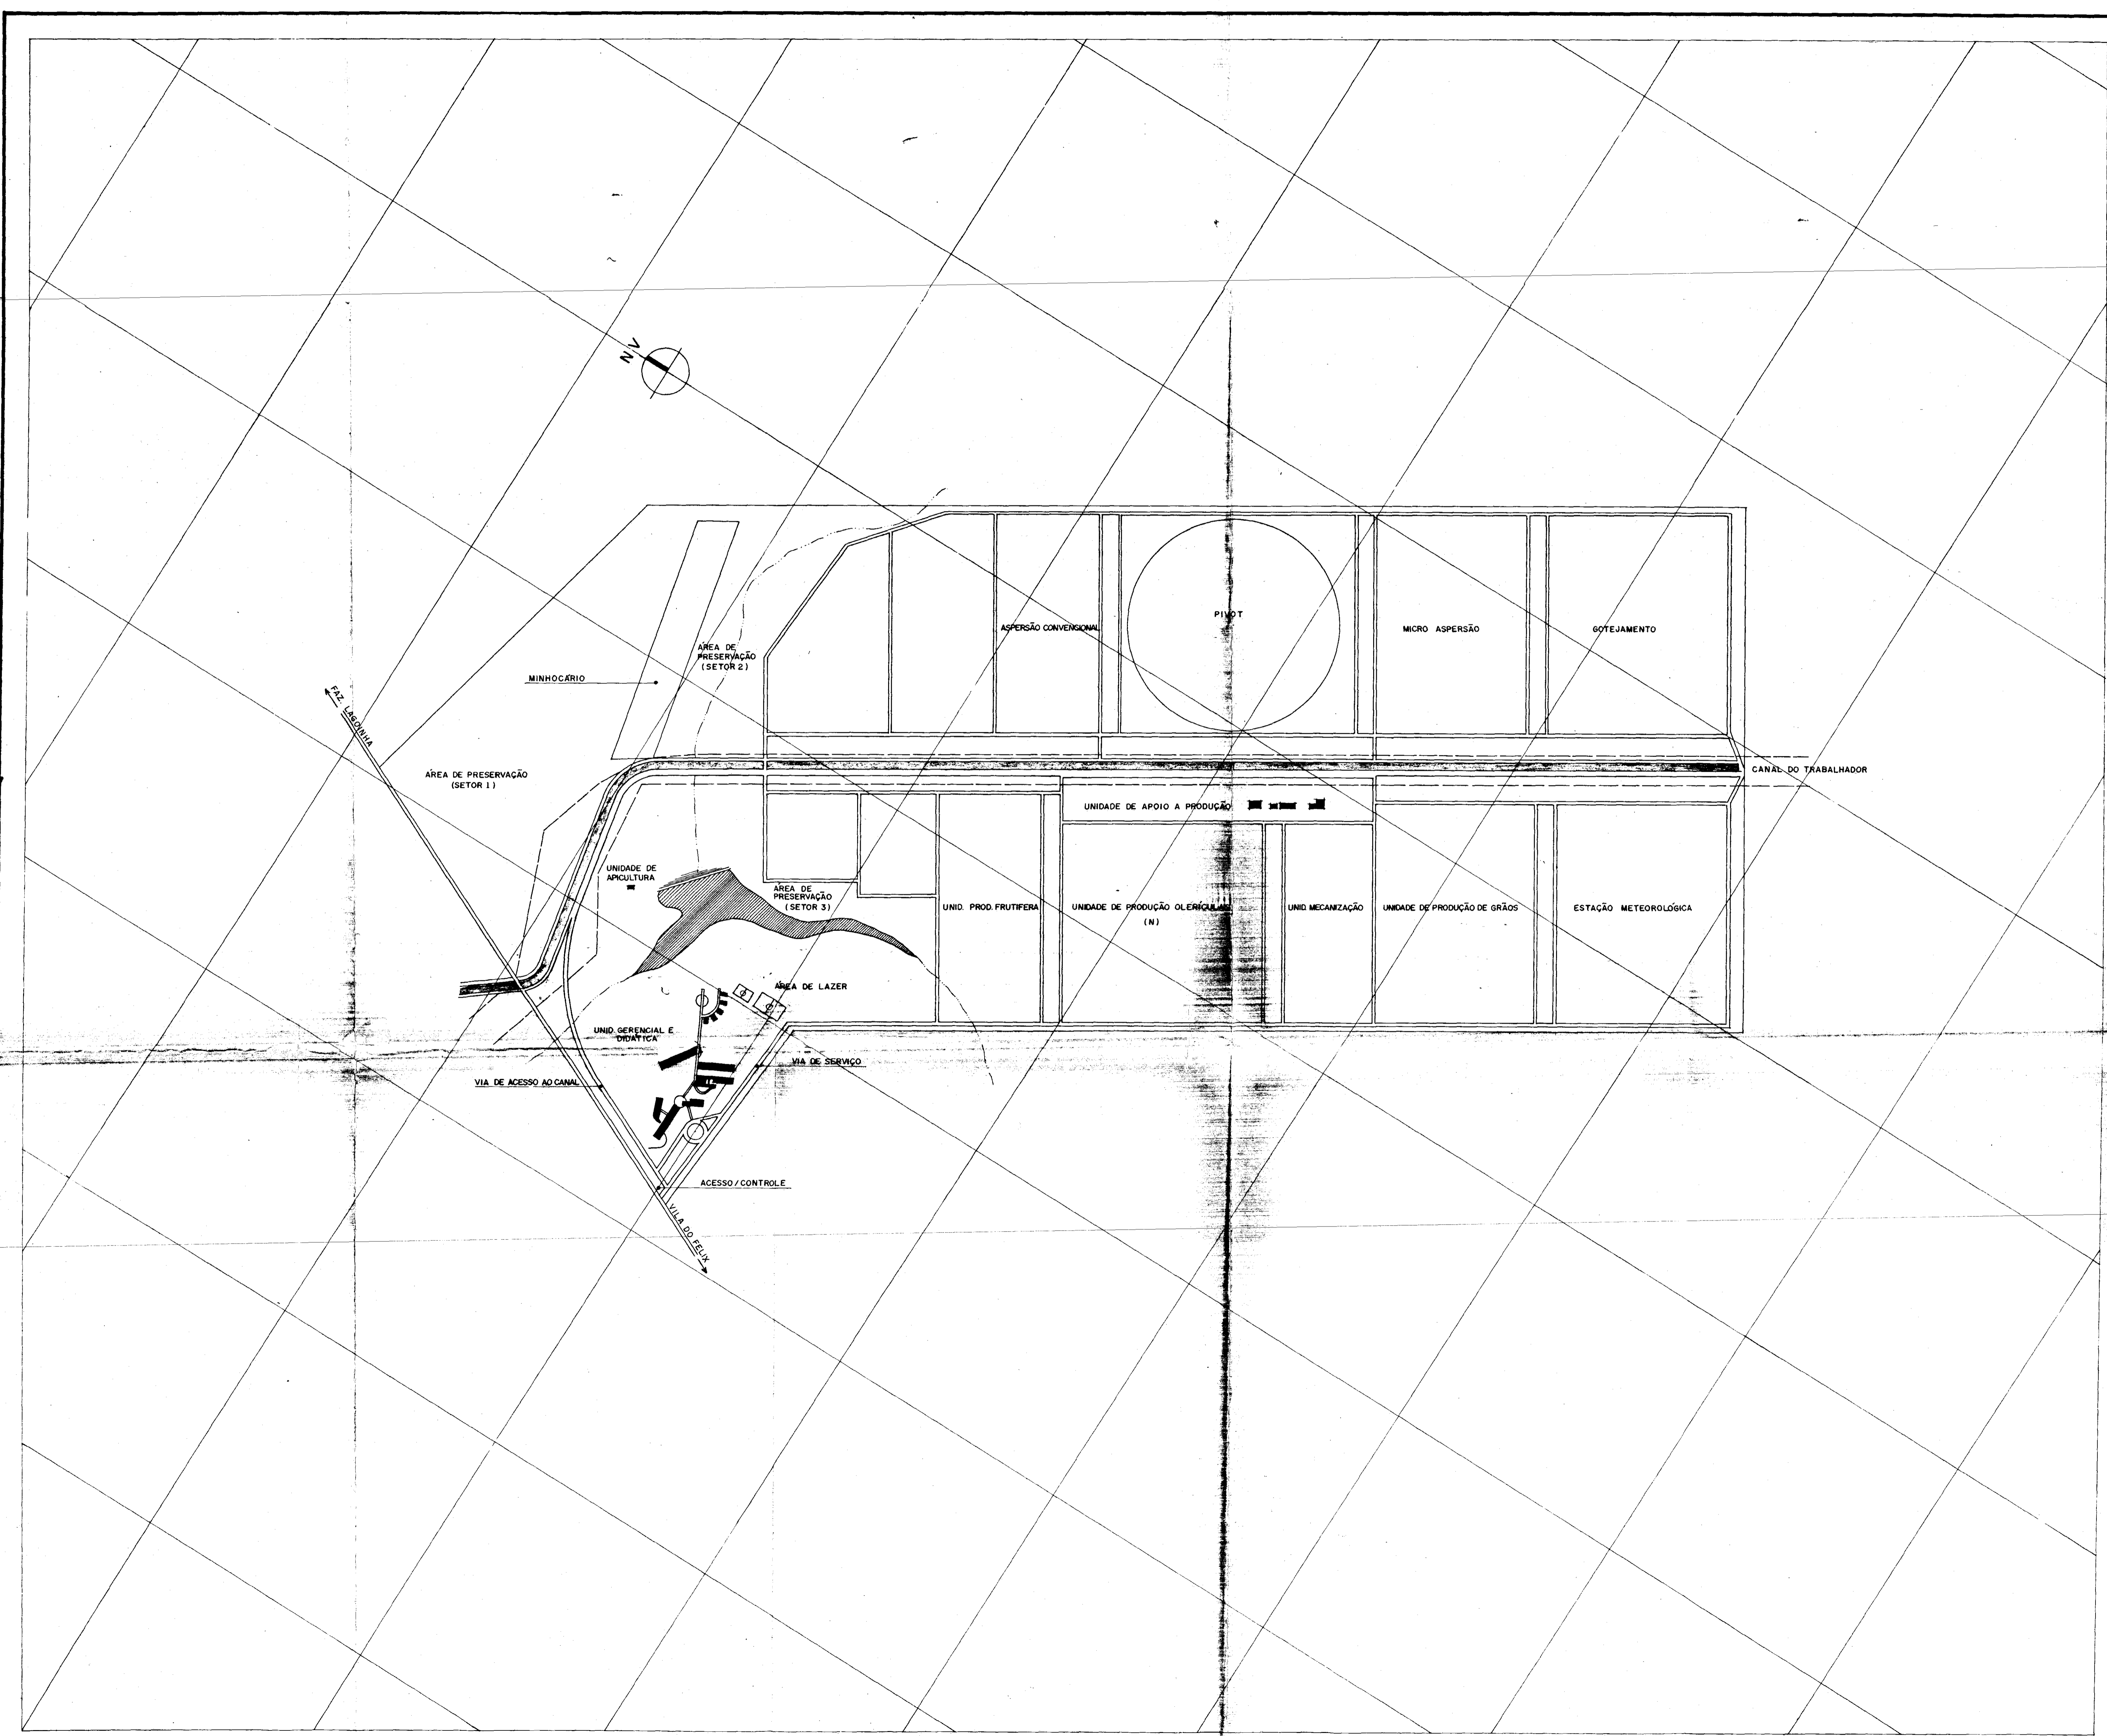 NV
PIVOT
ASPERSÃO CONVENCIONAL
MICRO ASPERSÃO
GOTEJAMENTO
ÁREA DE
PRESERVAÇÃO
(SETOR 2)
MINHOCÁRIO
FAZ. LAGOINHA
ÁREA DE PRESERVAÇÃO
(SETOR 1)
CANAL DO TRABALHADOR
UNIDADE DE APOIO A PRODUÇÃO
UNIDADE DE
APICULTURA
ÁREA DE
PRESERVAÇÃO
(SETOR 3)
UNID. PROD. FRUTIFERA
UNIDADE DE PRODUÇÃO
(N)
UNID. MECANIZAÇÃO
UNIDADE DE PRODUÇÃO DE GRÃOS
ESTAÇÃO METEOROLÓGICA
ÁREA DE LAZER
UNID. GERENCIAL E
DIDÁTICA
VIA DE SERVIÇO
VIA DE ACESSO AO CANAL
ACESSO / CONTROLE
VILA DO FELIX